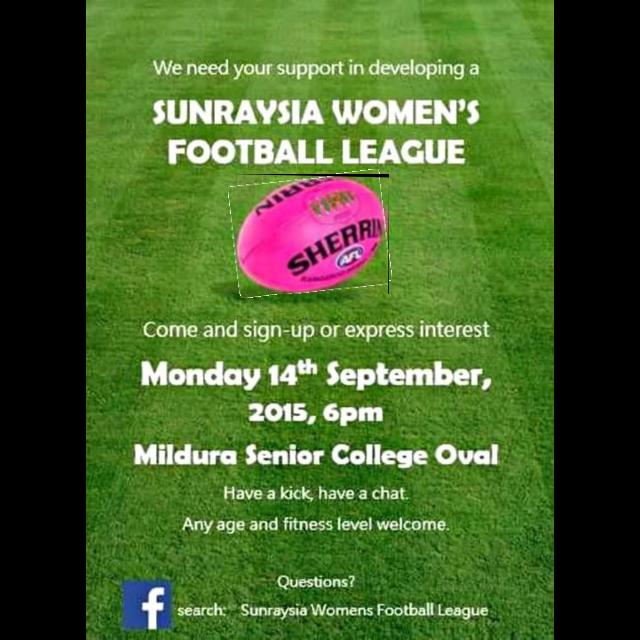 We need your support in developing a
SUNRAYSIA WOMEN'S
FOOTBALL LEAGUE
SHERRIN
AFL
Come and sign-up or express interest
Monday 14th September,
2015, 6pm
Mildura Senior College Oval
Have a kick, have a chat.
Any age and fitness level welcome.
Questions?
f search: Sunraysia Womens Football League